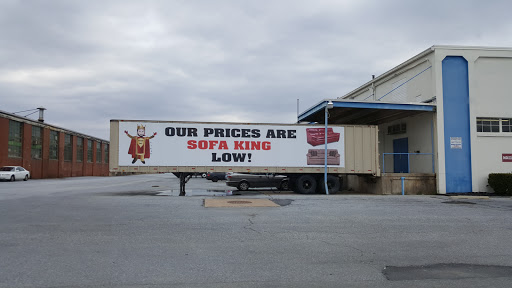 OUR PRICES ARE
SOFA KING
LOW!